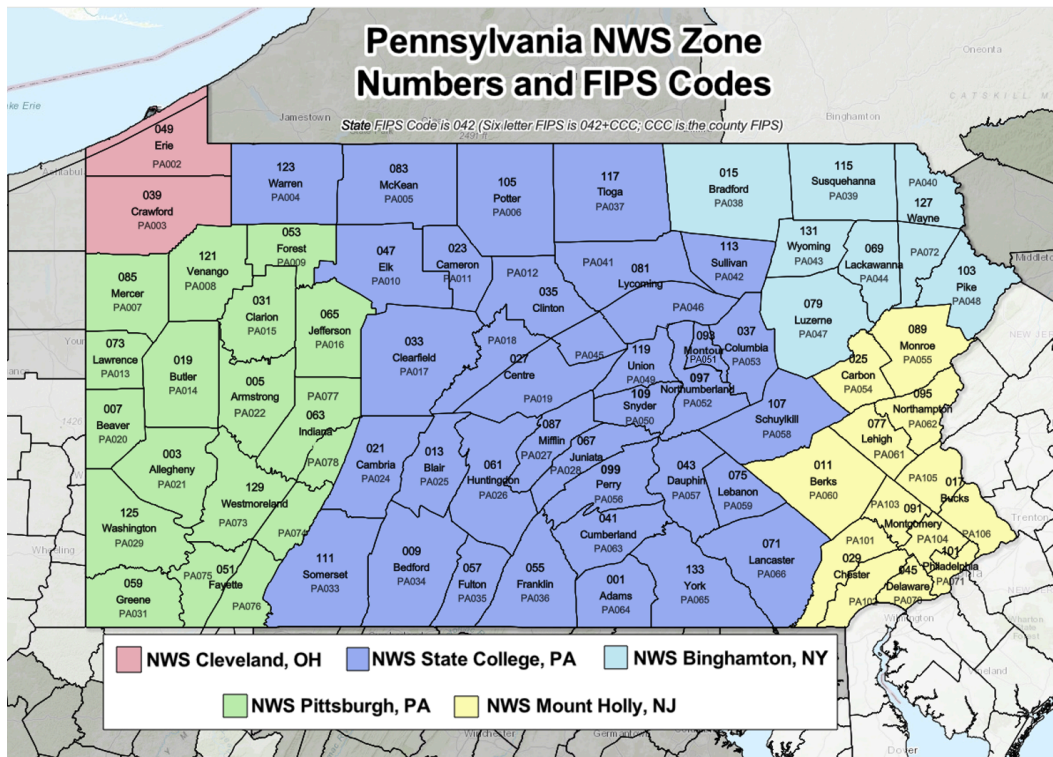 Pennsylvania NWS Zone
Numbers and FIPS Codes
State FIPS Code is 042 (Six letter FIPS is 042+CCC; CCC is the county FIPS)
Oneonta
Jamestown
Binghamton
049
Erie
PA002
039
Crawford
PA003
123
Warren
PA004
083
McKean
PA005
105
Potter
PA006
117
Tioga
PA037
015
Bradford
PA038
115
Susquehanna
PA039
PA040
127
Wayne
PA072
085
Mercer
PA007
121
Venango
PA008
053
Forest
PA009
047
Elk
PA010
023
Cameron
PA011
PA012
035
Clinton
PA018
PA041
081
Lycoming
PA046
113
Sullivan
PA042
131
Wyoming
PA043
069
Lackawanna
PA044
103
Pike
PA048
073
Lawrence
PA013
019
Butler
PA014
031
Clarion
PA015
065
Jefferson
PA016
033
Clearfield
PA017
027
Centre
PA019
PA045
119
Union
PA049
093
Montour
PA051
037
Columbia
PA053
079
Luzerne
PA047
089
Monroe
PA055
025
Carbon
PA054
007
Beaver
PA020
005
Armstrong
PA022
PA077
063
Indiana
PA078
109
Snyder
PA050
097
Northumberland
PA052
107
Schuylkill
PA058
095
Northampton
PA062
077
Lehigh
PA061
003
Allegheny
PA021
129
Westmoreland
PA073
PA074
021
Cambria
PA024
013
Blair
PA025
061
Huntingdon
PA026
087
Mifflin
PA027
067
Juniata
PA028
099
Perry
PA056
043
Dauphin
PA057
075
Lebanon
PA059
011
Berks
PA060
PA105
017
Bucks
PA106
125
Washington
PA029
059
Greene
PA031
PA075
051
Fayette
PA076
111
Somerset
PA033
009
Bedford
PA034
057
Fulton
PA035
055
Franklin
PA036
041
Cumberland
PA063
001
Adams
PA064
133
York
PA065
071
Lancaster
PA066
PA103
091
Montgomery
PA104
PA101
029
Chester
045
Delaware
PA070
101
Philadelphia
PA071
Trenton
Wheeling
Wilmington
Vineland
Winchester
Germantown
Dover
NWS Cleveland, OH
NWS State College, PA
NWS Binghamton, NY
NWS Pittsburgh, PA
NWS Mount Holly, NJ